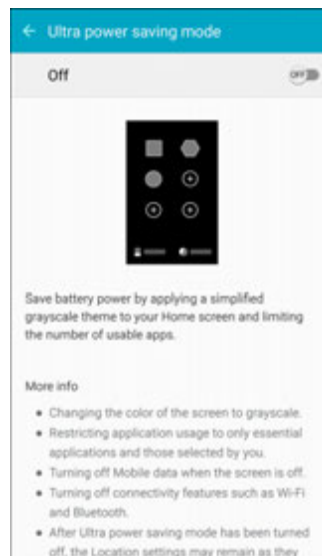 Ultra power saving mode
Off
OFF
Save battery power by applying a simplified
grayscale theme to your Home screen and limiting
the number of usable apps.
More info
Changing the color of the screen to grayscale.
Restricting application usage to only essential
applications and those selected by you.
Turning off Mobile data when the screen is off.
Turning off connectivity features such as Wi-Fi
and Bluetooth.
After Ultra power saving mode has been turned
off, the Location settings may remain as they